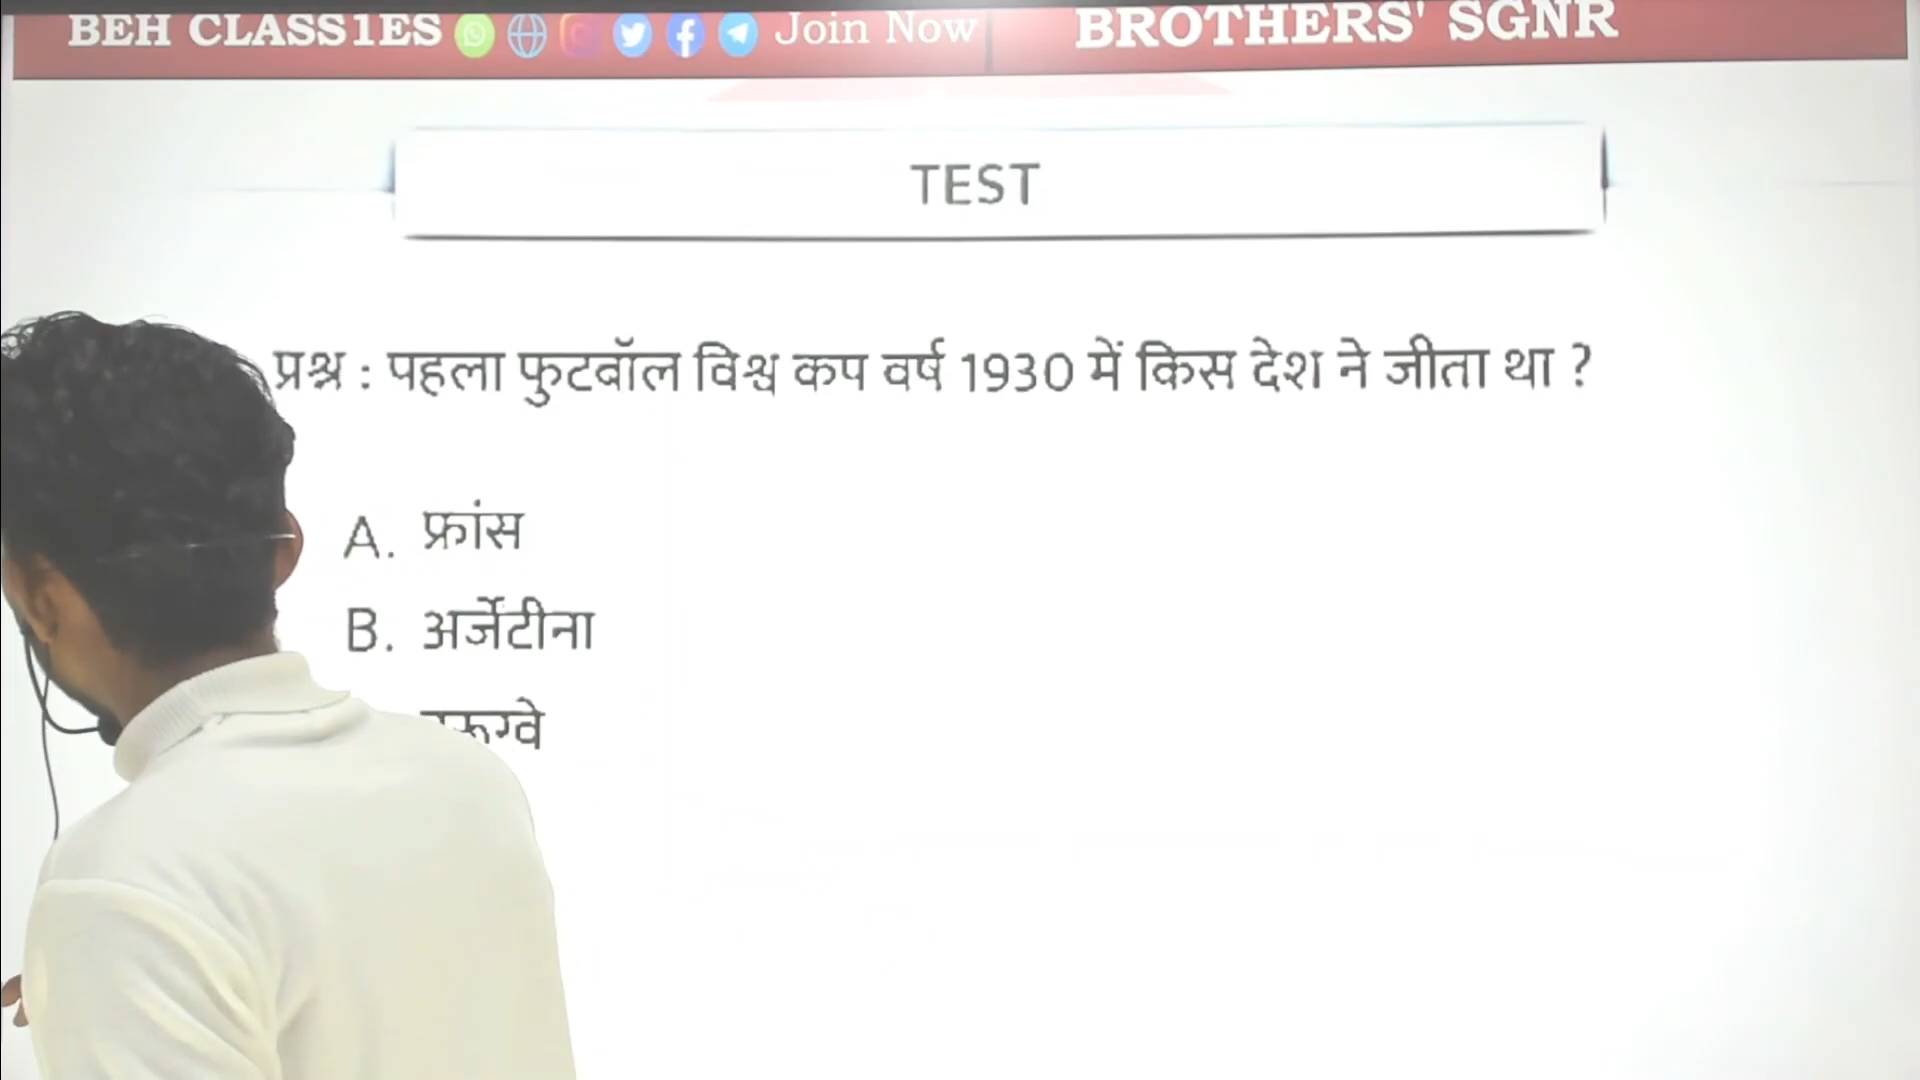 BEH CLASS1ES Join Now BROTHERS' SGNR
TEST
प्रश्न : पहला फुटबॉल विश्व कप वर्ष 1930 में किस देश ने जीता था ?
A. फ्रांस
B. अर्जेंटीना